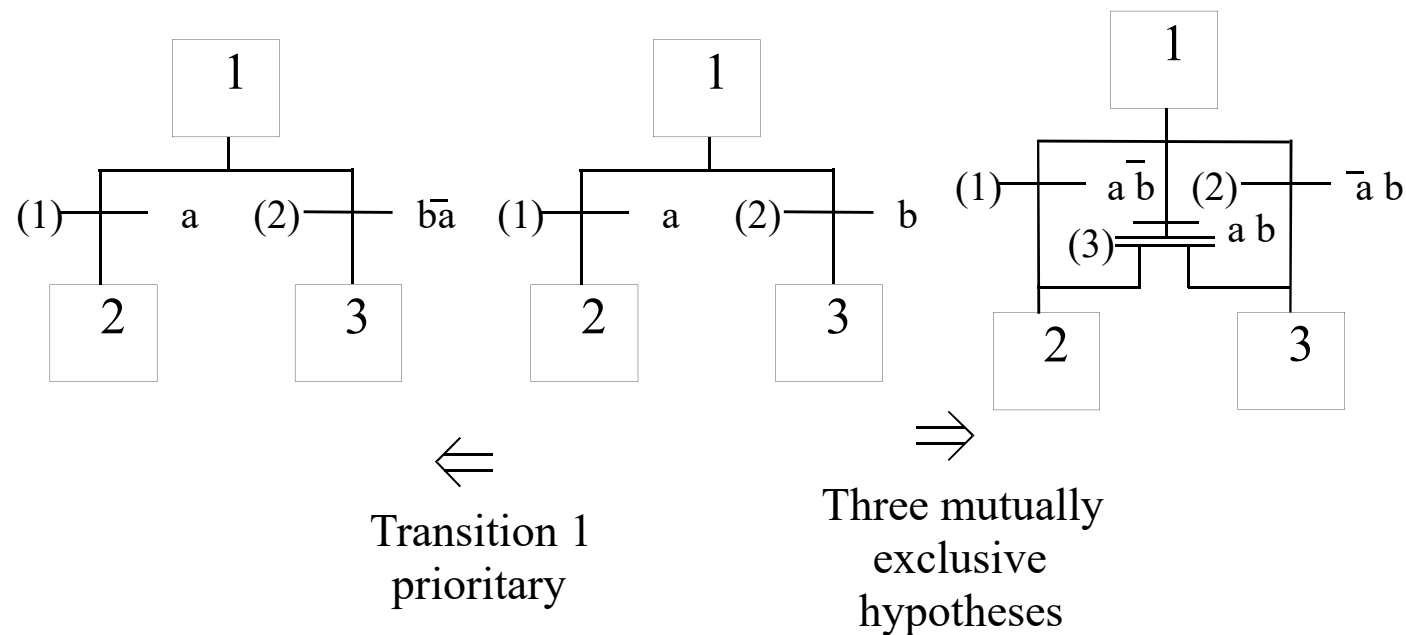 1
(1) a (2) ba̅
2 3
1
(1) a (2) b
2 3
1
(1) a b̅ (2) a̅ b
(3) a b
2 3
Transition 1
prioritary
Three mutually
exclusive
hypotheses